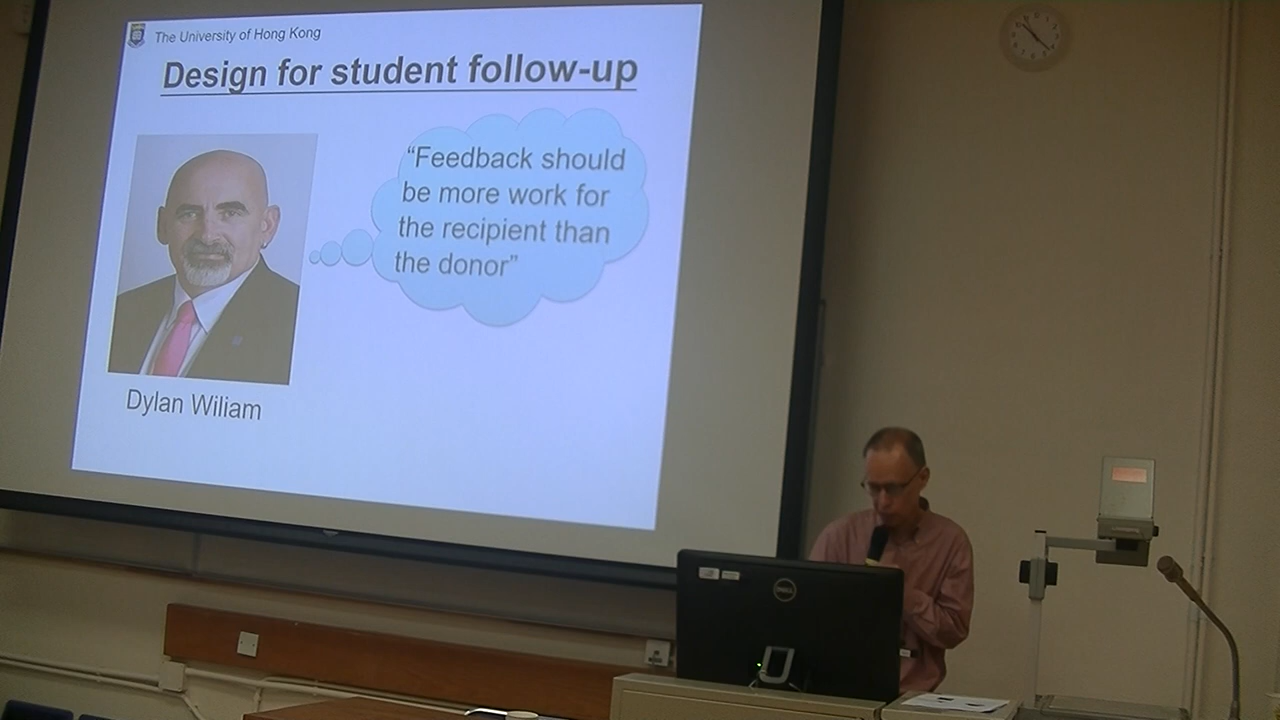 The University of Hong Kong
Design for student follow-up
“Feedback should
be more work for
the recipient than
the donor”
Dylan Wiliam
DELL